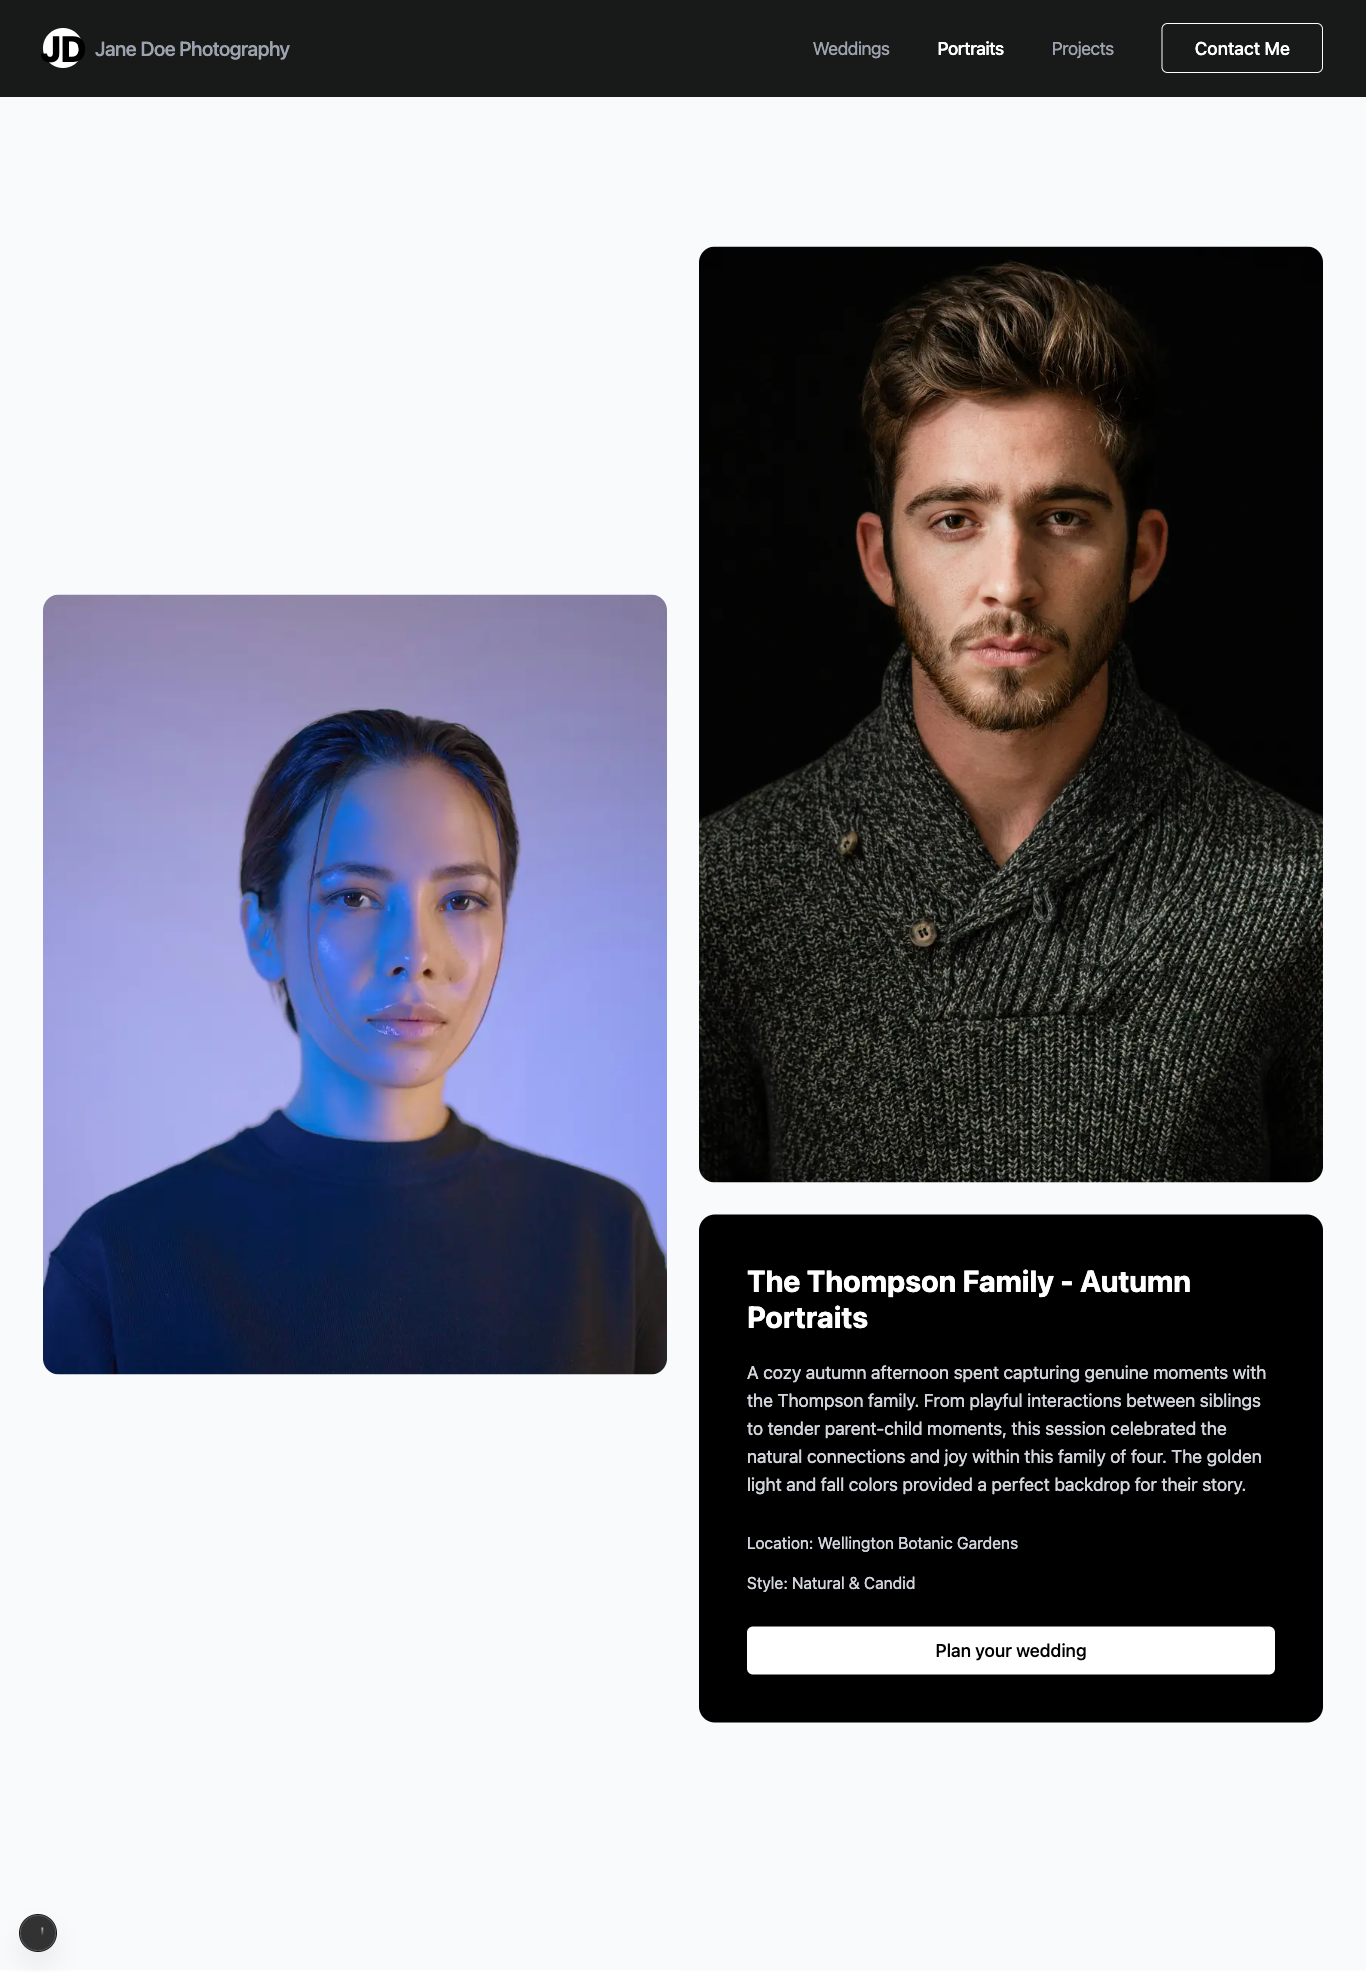 JD Jane Doe Photography
Weddings
Portraits
Projects
Contact Me
The Thompson Family - Autumn
Portraits
A cozy autumn afternoon spent capturing genuine moments with
the Thompson family. From playful interactions between siblings
to tender parent-child moments, this session celebrated the
natural connections and joy within this family of four. The golden
light and fall colors provided a perfect backdrop for their story.
Location: Wellington Botanic Gardens
Style: Natural & Candid
Plan your wedding